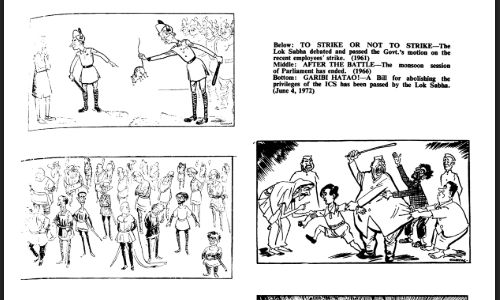 Below: TO STRIKE OR NOT TO STRIKE—The
Lok Sabha debated and passed the Govt.'s motion on the
recent employees' strike. (1961)
Middle: AFTER THE BATTLE—The monsoon session
of Parliament has ended. (1966)
Bottom: GARIBI HATAO!—A Bill for abolishing the
privileges of the ICS has been passed by the Lok Sabha.
(June 4, 1972)